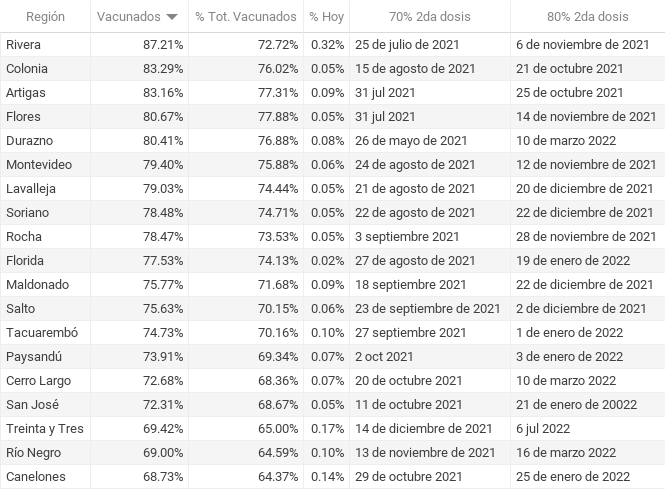 Región Vacunados % Tot. Vacunados % Hoy 70% 2da dosis 80% 2da dosis
Rivera 87.21% 72.72% 0.32% 25 de julio de 2021 6 de noviembre de 2021
Colonia 83.29% 76.02% 0.05% 15 de agosto de 2021 21 de octubre 2021
Artigas 83.16% 77.31% 0.09% 31 jul 2021 25 de octubre 2021
Flores 80.67% 77.88% 0.05% 31 jul 2021 14 de noviembre de 2021
Durazno 80.41% 76.88% 0.08% 26 de mayo de 2021 10 de marzo 2022
Montevideo 79.40% 75.88% 0.06% 24 de agosto de 2021 12 de noviembre de 2021
Lavalleja 79.03% 74.44% 0.05% 21 de agosto de 2021 20 de diciembre de 2021
Soriano 78.48% 74.71% 0.05% 22 de agosto de 2021 22 de diciembre de 2021
Rocha 78.47% 73.53% 0.05% 3 septiembre 2021 28 de noviembre de 2021
Florida 77.53% 74.13% 0.02% 27 de agosto de 2021 19 de enero de 2022
Maldonado 75.77% 71.68% 0.09% 18 septiembre 2021 22 de diciembre de 2021
Salto 75.63% 70.15% 0.06% 23 de septiembre de 2021 2 de diciembre de 2021
Tacuarembó 74.73% 70.16% 0.10% 27 septiembre 2021 1 de enero de 2022
Paysandú 73.91% 69.34% 0.07% 2 oct 2021 3 de enero de 2022
Cerro Largo 72.68% 68.36% 0.07% 20 de octubre 2021 10 de marzo 2022
San José 72.31% 68.67% 0.05% 11 de octubre 2021 21 de enero de 20022
Treinta y Tres 69.42% 65.00% 0.17% 14 de diciembre de 2021 6 jul 2022
Río Negro 69.00% 64.59% 0.10% 13 de noviembre de 2021 16 de marzo 2022
Canelones 68.73% 64.37% 0.14% 29 de octubre 2021 25 de enero de 2022